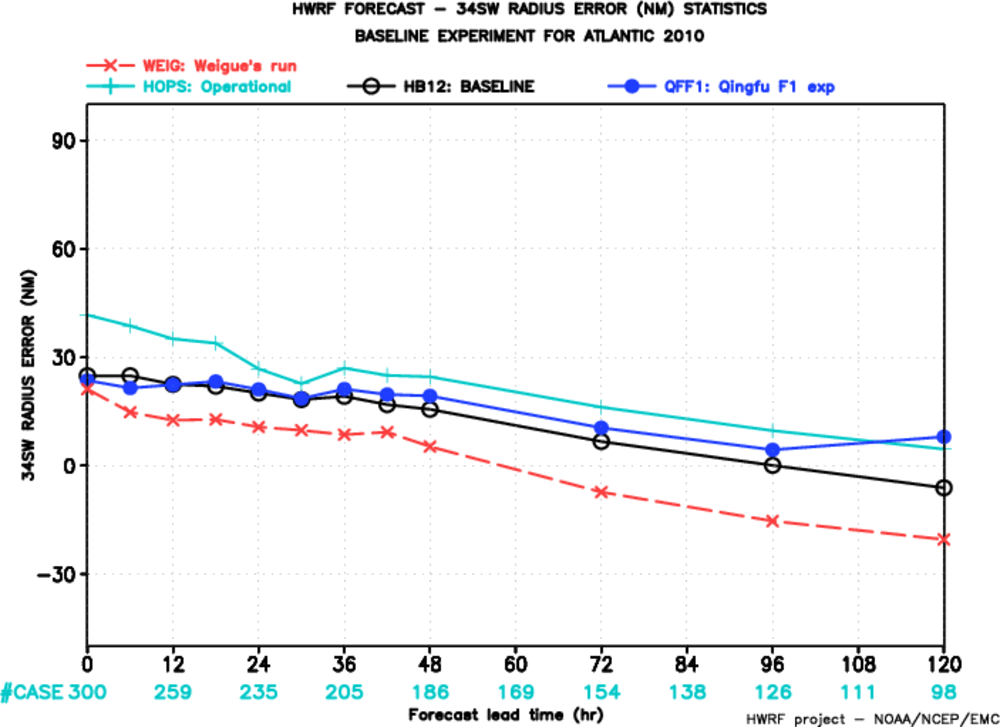 HWRF FORECAST – 34SW RADIUS ERROR (NM) STATISTICS
BASELINE EXPERIMENT FOR ATLANTIC 2010
WEIG: Weigue's run
HOPS: Operational HB12: BASELINE QFF1: Qingfu F1 exp
34SW RADIUS ERROR (NM)
90
60
30
0
–30
0 12 24 36 48 60 72 84 96 108 120
#CASE 300 259 235 205 186 169 154 138 126 111 98
Forecast lead time (hr)
HWRF project – NOAA/NCEP/EMC